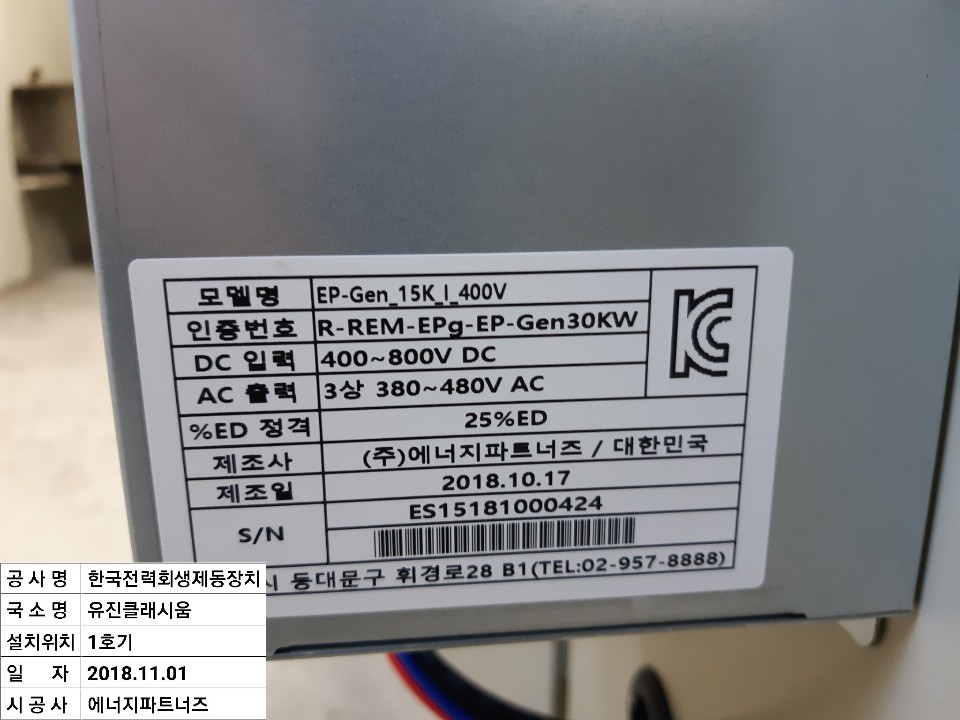 모델명 EP-Gen_15K_I_400V
인증번호 R-REM-EPg-EP-Gen30KW
DC 입력 400~800V DC
AC 출력 3상 380~480V AC
%ED 정격 25%ED
제조사 (주)에너지파트너즈 / 대한민국
제조일 2018.10.17
S/N ES15181000424
동대문구 휘경로28 B1(TEL:02-957-8888)
공 사 명 한국전력회생제동장치
국 소 명 유진클래시움
설치위치 1호기
일 자 2018.11.01
시 공 사 에너지파트너즈